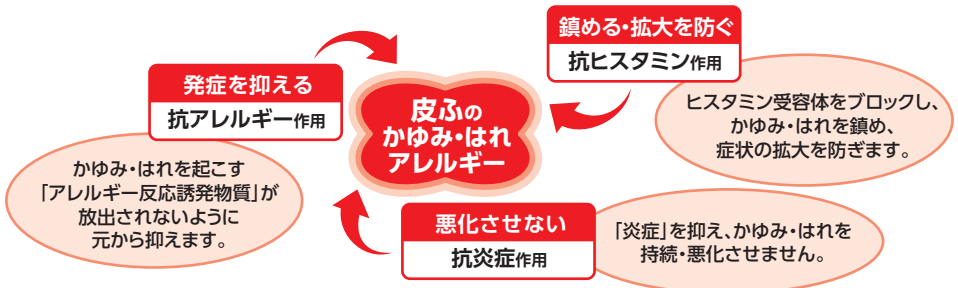 発症を抑える
抗アレルギー作用
かゆみ・はれを起こす
「アレルギー反応誘発物質」が
放出されないように
元から抑えます。
皮ふの
かゆみ・はれ
アレルギー
鎮める・拡大を防ぐ
抗ヒスタミン作用
ヒスタミン受容体をブロックし、
かゆみ・はれを鎮め、
症状の拡大を防ぎます。
悪化させない
抗炎症作用
「炎症」を抑え、かゆみ・はれを
持続・悪化させません。